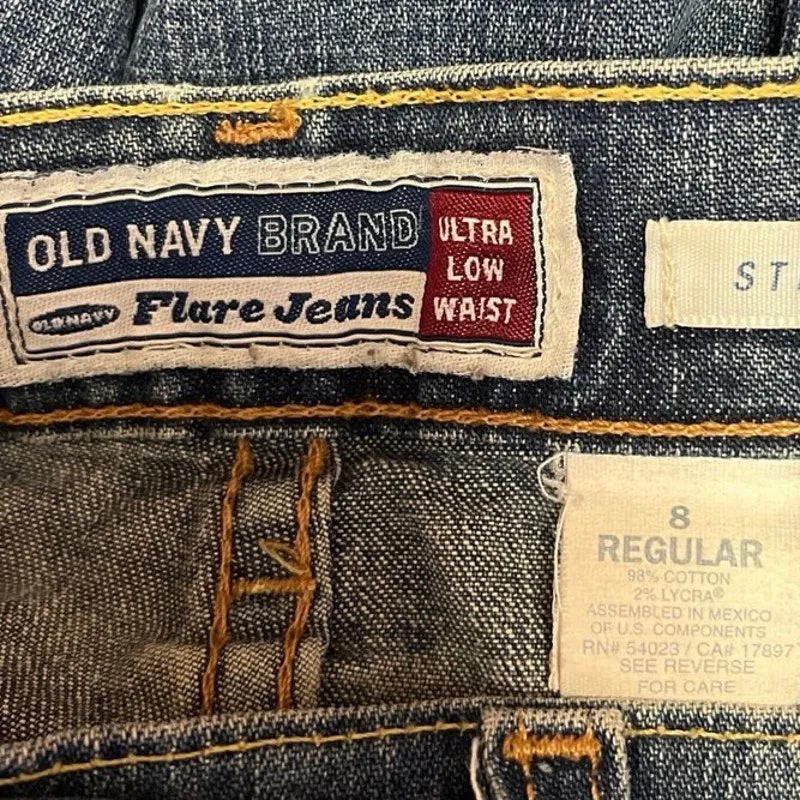 OLD NAVY BRAND
OLD NAVY Flare Jeans
ULTRA
LOW
WAIST
8
REGULAR
98% COTTON
2% LYCRA®
ASSEMBLED IN MEXICO
OF U.S. COMPONENTS
RN# 54023 / CA# 17897
SEE REVERSE
FOR CARE